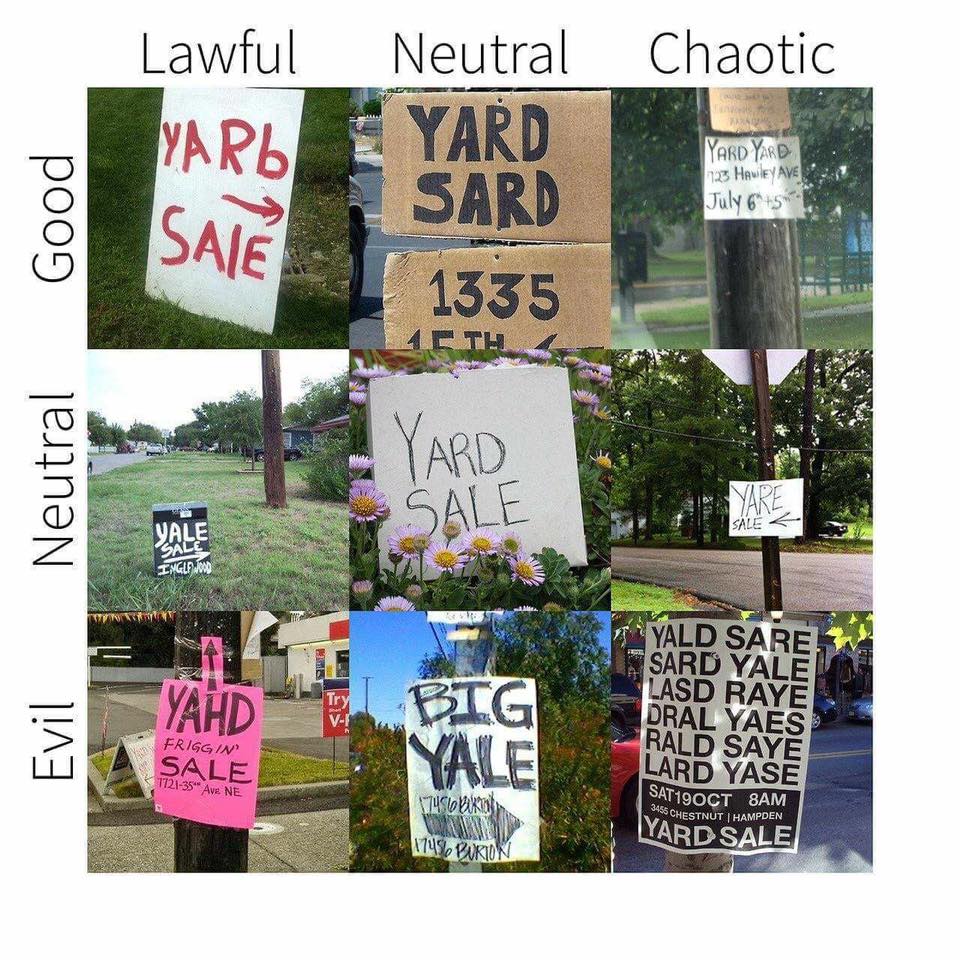 Lawful Neutral Chaotic
Good
YARb
SAlE
YARD
SARD
1335
15TH
YARD YARD
723 HAWLEY AVE
July 6th + 5th
Neutral
YALE
SALE
INGLEWOOD
YARD
SALE
YARE
SALE
Evil
Try
V-P
YAHD
FRIGGIN'
SALE
7721-35th AVE NE
BIG
YALE
17456 BURTON
17456 BURTON
YALD SARE
SARD YALE
LASD RAYE
DRAL YAES
RALD SAYE
LARD YASE
SAT19OCT 8AM
3455 CHESTNUT | HAMPDEN
YARD SALE